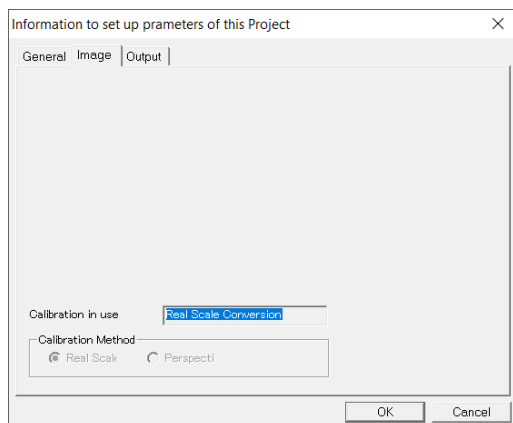 Information to set up prameters of this Project
General Image Output
Calibration in use Real Scale Conversion
Calibration Method
Real Scal Perspecti
OK Cancel